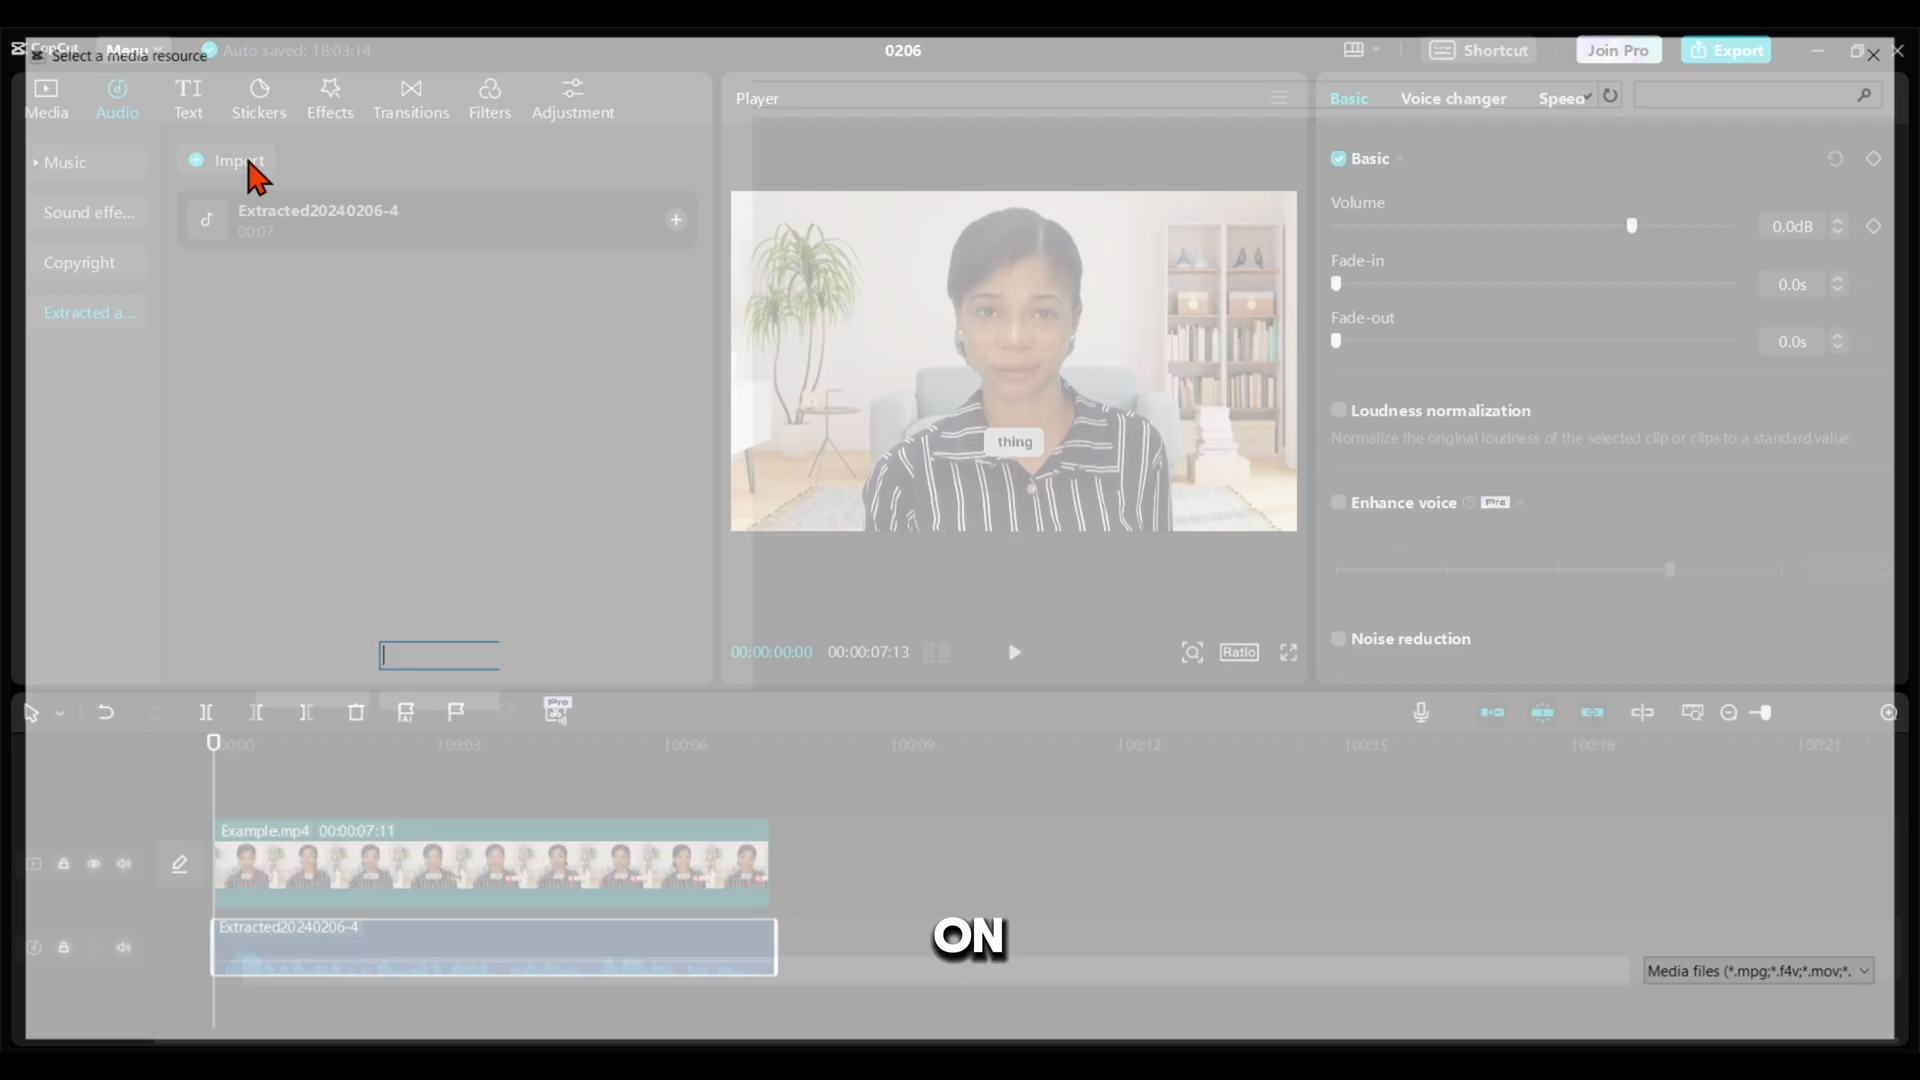 CapCut
Menu
Auto saved: 18:03:14
0206
Shortcut
Join Pro
Export
Select a media resource
Media
Audio
Text
Stickers
Effects
Transitions
Filters
Adjustment
Player
Basic
Voice changer
Speed
Music
Import
Basic
Sound effe...
Extracted20240206-4
00:07
Volume
0.0dB
Copyright
Fade-in
0.0s
Extracted a...
Fade-out
0.0s
Loudness normalization
Normalize the original loudness of the selected clip or clips to a standard value
thing
Enhance voice
Pro
Noise reduction
00:00:00:00
00:00:07:13
Ratio
Pro
00:00
00:03
00:06
00:09
00:12
00:15
00:18
00:21
Example.mp4 00:00:07:11
Extracted20240206-4
ON
Media files (*.mpg;*.f4v;*.mov;*.